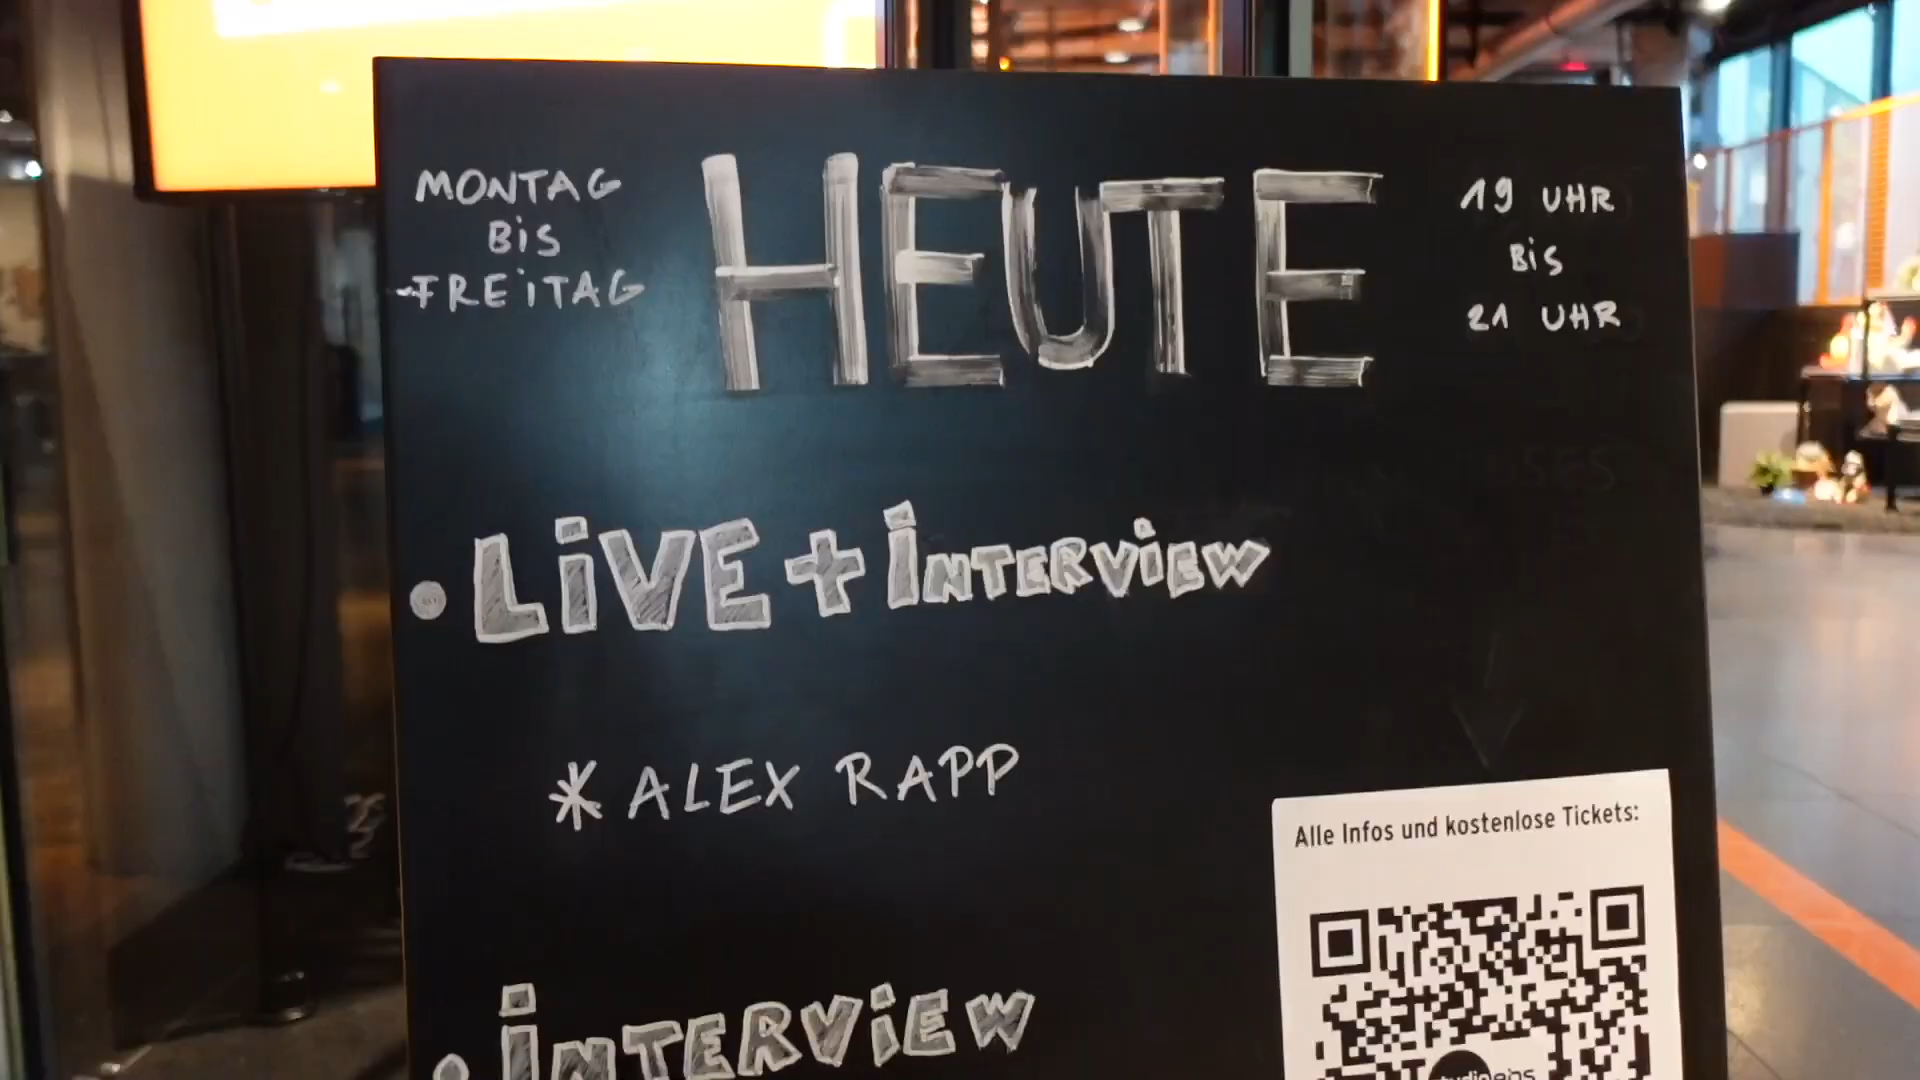 MONTAG
BIS
FREITAG
HEUTE
19 UHR
BIS
21 UHR
LIVE + INTERVIEW
* ALEX RAPP
Alle Infos und kostenlose Tickets:
INTERVIEW